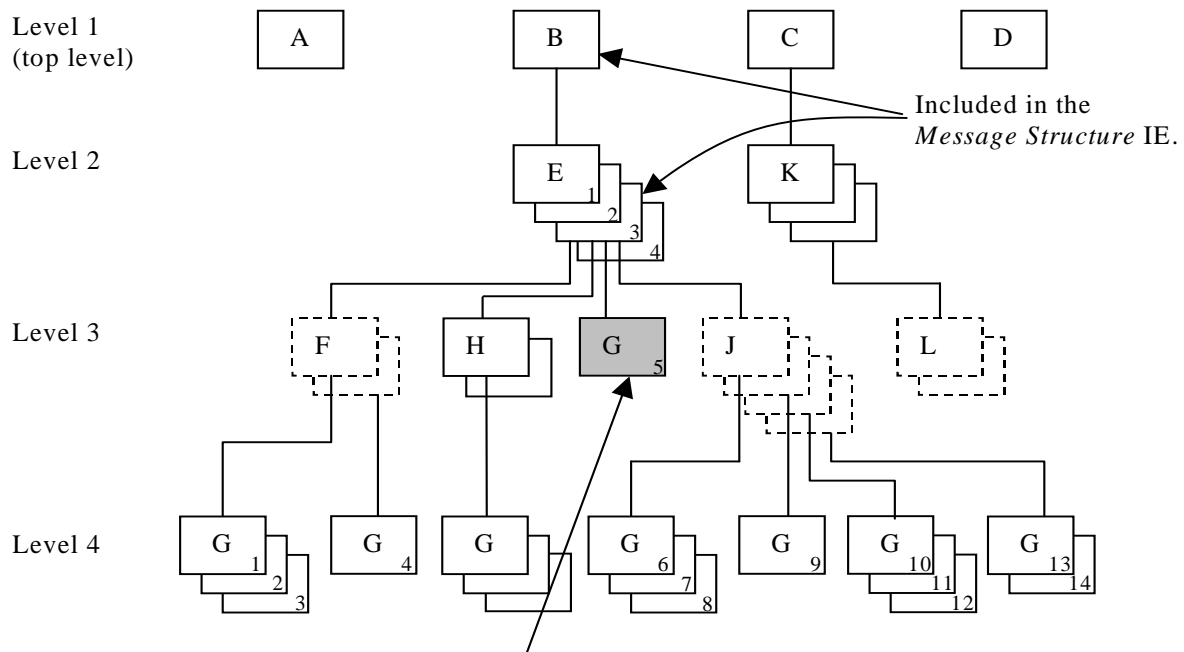 Level 1
(top level)
A
B
C
D
Included in the
Message Structure IE.
Level 2
E
1
2
3
4
K
Level 3
F
H
G
5
J
L
Level 4
G
1
2
3
G
4
G
G
6
7
8
G
9
G
10
11
12
G
13
14